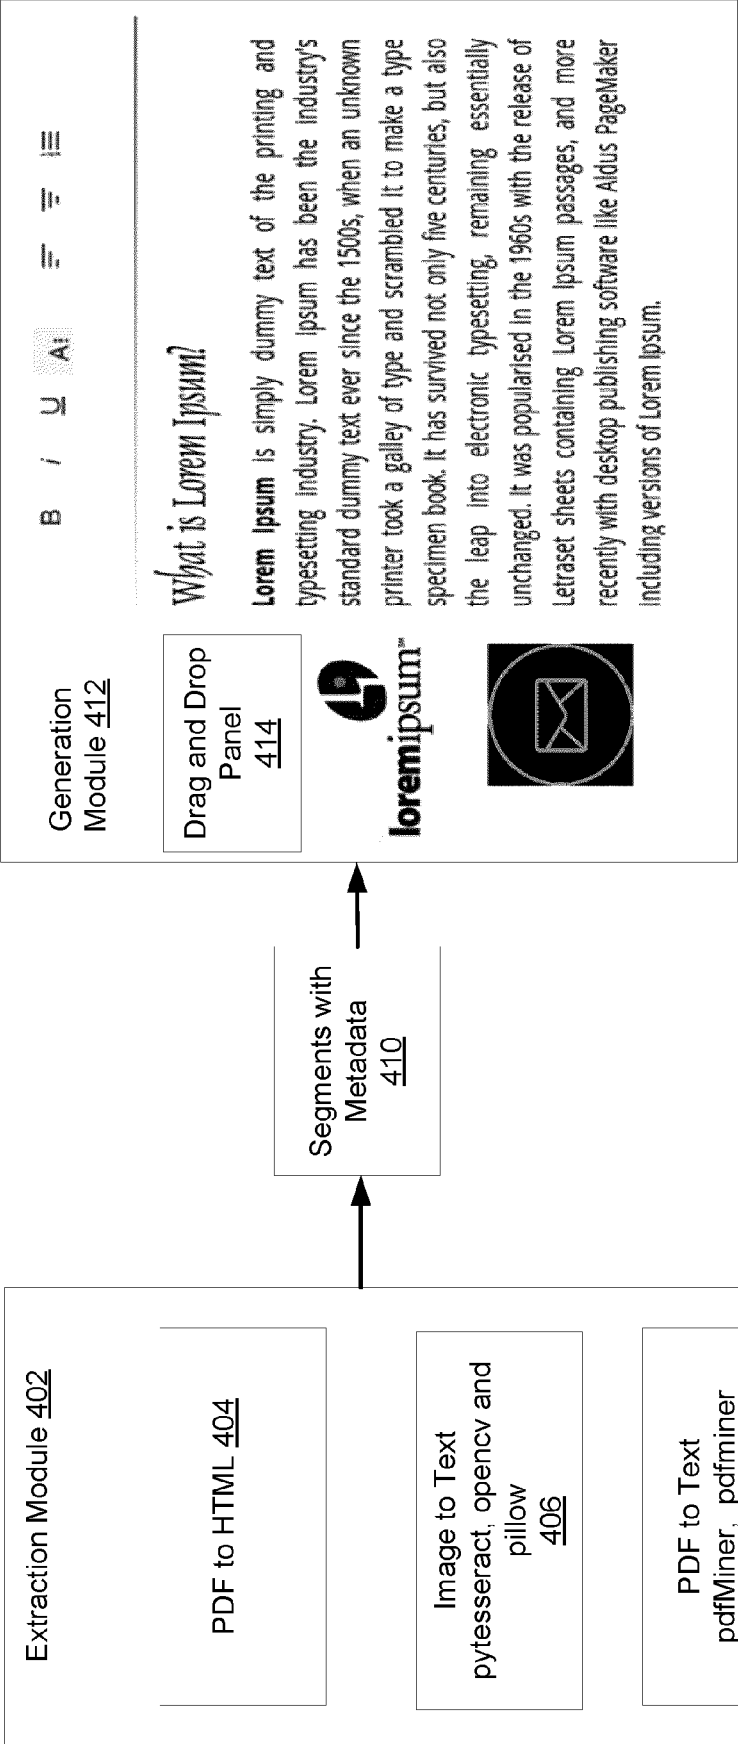 Extraction Module 402
PDF to HTML 404
Image to Text
pytesseract, opencv and
pillow
406
PDF to Text
pdfMiner, pdfminer
Segments with
Metadata
410
Generation
Module 412
Drag and Drop
Panel
414
loremipsum™
B I U A
What is Lorem Ipsum?
Lorem Ipsum is simply dummy text of the printing and
typesetting industry. Lorem Ipsum has been the industry's
standard dummy text ever since the 1500s, when an unknown
printer took a galley of type and scrambled it to make a type
specimen book. It has survived not only five centuries, but also
the leap into electronic typesetting, remaining essentially
unchanged. It was popularised in the 1960s with the release of
Letraset sheets containing Lorem Ipsum passages, and more
recently with desktop publishing software like Aldus PageMaker
including versions of Lorem Ipsum.